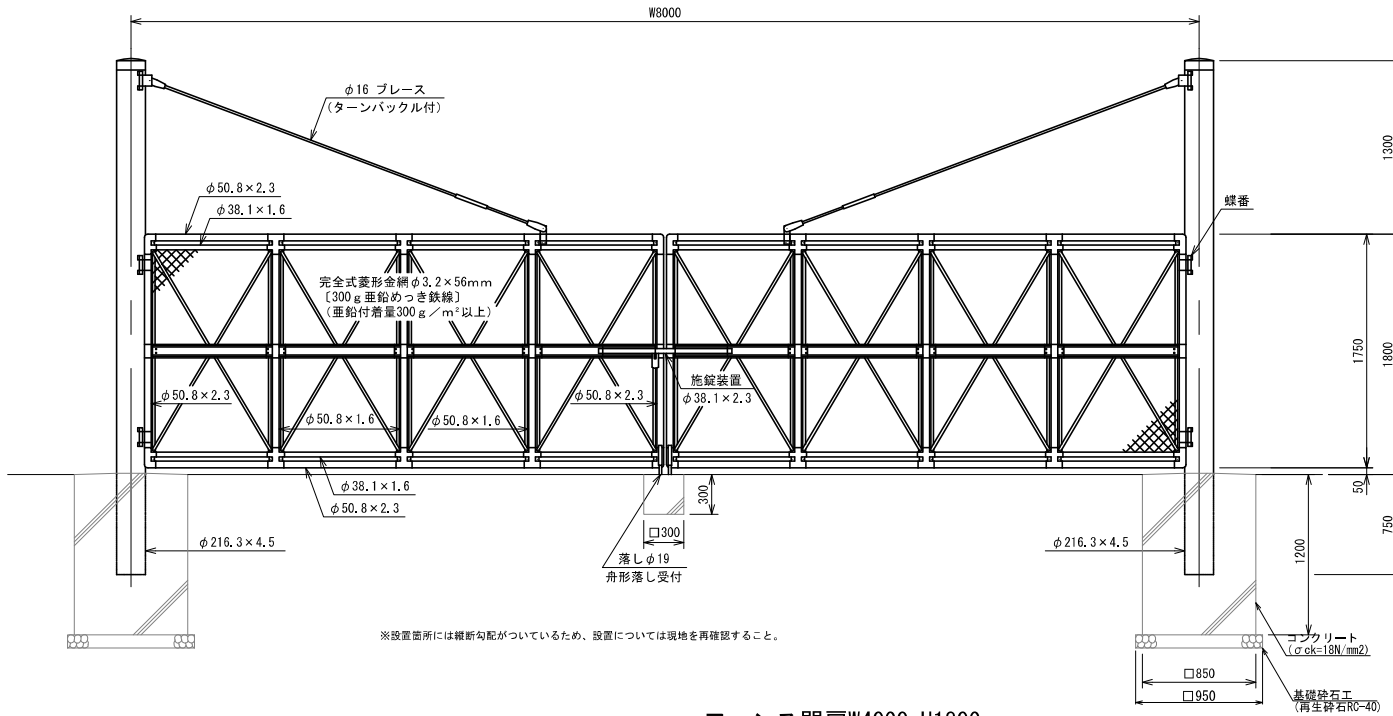 W8000
φ16 ブレース
(ターンバックル付)
1300
φ50.8×2.3
φ38.1×1.6
蝶番
完全式菱形金網φ3.2×56mm
〔300g亜鉛めっき鉄線〕
(亜鉛付着量300g/m²以上)
1750
1800
施錠装置
φ38.1×2.3
φ50.8×2.3
φ50.8×2.3
φ50.8×1.6
φ50.8×1.6
φ38.1×1.6
φ50.8×2.3
300
50
750
□300
φ216.3×4.5
φ216.3×4.5
1200
落しφ19
舟形落し受付
※設置箇所には縦断勾配がついているため、設置については現地を再確認すること。
コンクリート
(σck=18N/mm2)
□850
□950
基礎砕石工
(再生砕石RC-40)